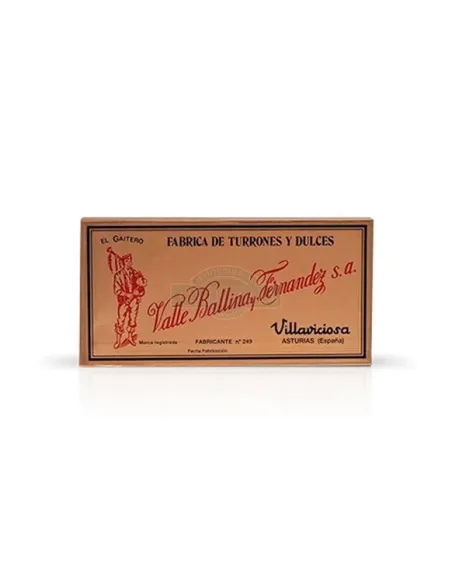 EL GAITERO
FABRICA DE TURRONES Y DULCES
Valle Ballina y Fernandez s.a.
Villaviciosa
ASTURIAS (España)
Marca registrada
FABRICANTE nº 249
Fecha Fabricación